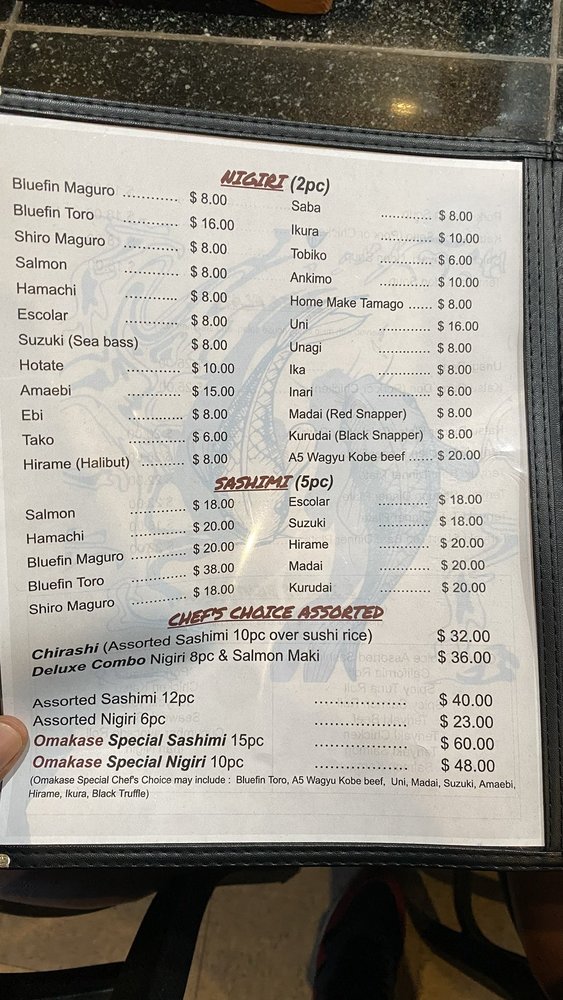 NIGIRI (2pc)
Bluefin Maguro ............ $ 8.00
Bluefin Toro ............ $ 16.00
Shiro Maguro ............ $ 8.00
Salmon ............ $ 8.00
Hamachi ............ $ 8.00
Escolar ............ $ 8.00
Suzuki (Sea bass) $ 8.00
Hotate ............ $ 10.00
Amaebi ............ $ 15.00
Ebi ............ $ 8.00
Tako ............ $ 6.00
Hirame (Halibut) .......... $ 8.00
Saba ............ $ 8.00
Ikura ............ $ 10.00
Tobiko ............ $ 6.00
Ankimo ............ $ 10.00
Home Make Tamago ...... $ 8.00
Uni ............ $ 16.00
Unagi ............ $ 8.00
Ika ............ $ 8.00
Inari ............ $ 6.00
Madai (Red Snapper) $ 8.00
Kurudai (Black Snapper) $ 8.00
A5 Wagyu Kobe beef ...... $ 20.00
SASHIMI (5pc)
Salmon ............ $ 18.00
Hamachi ............ $ 20.00
Bluefin Maguro ............ $ 20.00
Bluefin Toro ............ $ 38.00
Shiro Maguro ............ $ 18.00
Escolar ............ $ 18.00
Suzuki ............ $ 18.00
Hirame ............ $ 20.00
Madai ............ $ 20.00
Kurudai ............ $ 20.00
CHEF'S CHOICE ASSORTED
Chirashi (Assorted Sashimi 10pc over sushi rice) $ 32.00
Deluxe Combo Nigiri 8pc & Salmon Maki $ 36.00
Assorted Sashimi 12pc .................. $ 40.00
Assorted Nigiri 6pc .................. $ 23.00
Omakase Special Sashimi 15pc .................. $ 60.00
Omakase Special Nigiri 10pc .................. $ 48.00
(Omakase Special Chef's Choice may include : Bluefin Toro, A5 Wagyu Kobe beef, Uni, Madai, Suzuki, Amaebi,
Hirame, Ikura, Black Truffle)